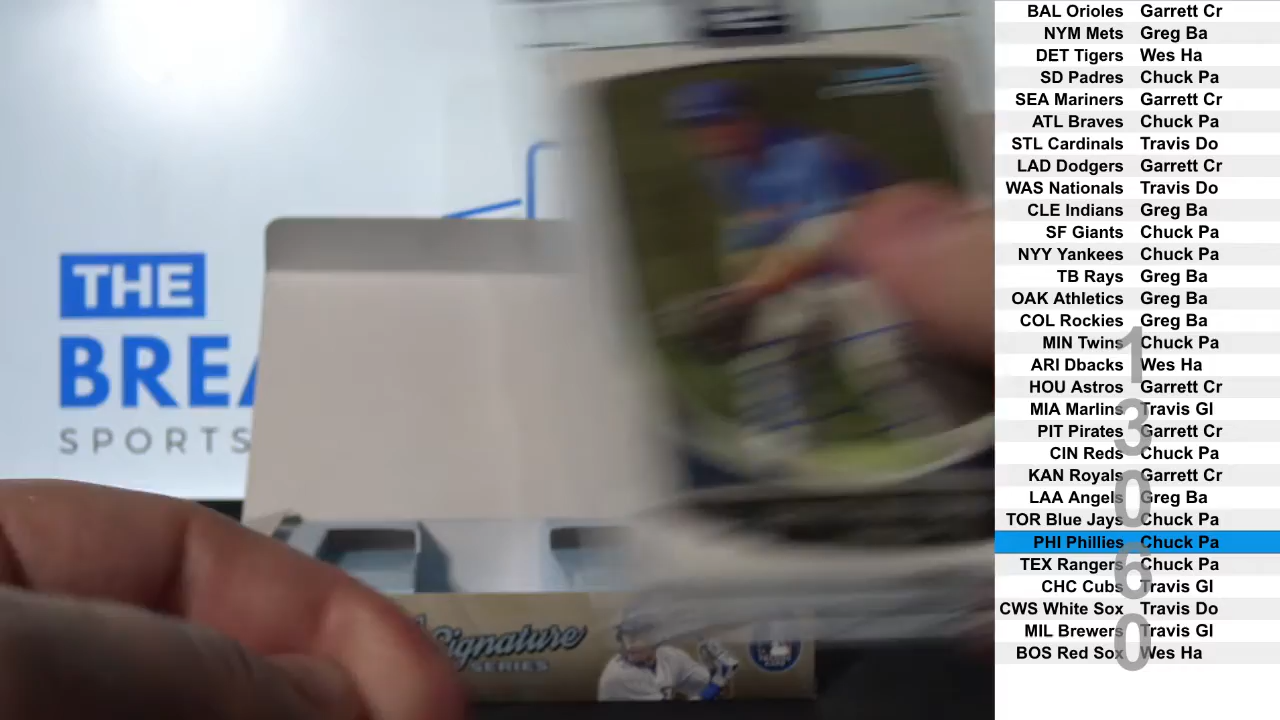 THE
BREA
SPORTS
Signature
SERIES
BAL Orioles Garrett Cr
NYM Mets Greg Ba
DET Tigers Wes Ha
SD Padres Chuck Pa
SEA Mariners Garrett Cr
ATL Braves Chuck Pa
STL Cardinals Travis Do
LAD Dodgers Garrett Cr
WAS Nationals Travis Do
CLE Indians Greg Ba
SF Giants Chuck Pa
NYY Yankees Chuck Pa
TB Rays Greg Ba
OAK Athletics Greg Ba
COL Rockies Greg Ba
MIN Twins Chuck Pa
ARI Dbacks Wes Ha
HOU Astros Garrett Cr
MIA Marlins Travis Gl
PIT Pirates Garrett Cr
CIN Reds Chuck Pa
KAN Royals Garrett Cr
LAA Angels Greg Ba
TOR Blue Jays Chuck Pa
PHI Phillies Chuck Pa
TEX Rangers Chuck Pa
CHC Cubs Travis Gl
CWS White Sox Travis Do
MIL Brewers Travis Gl
BOS Red Sox Wes Ha
1
3
0
6
0